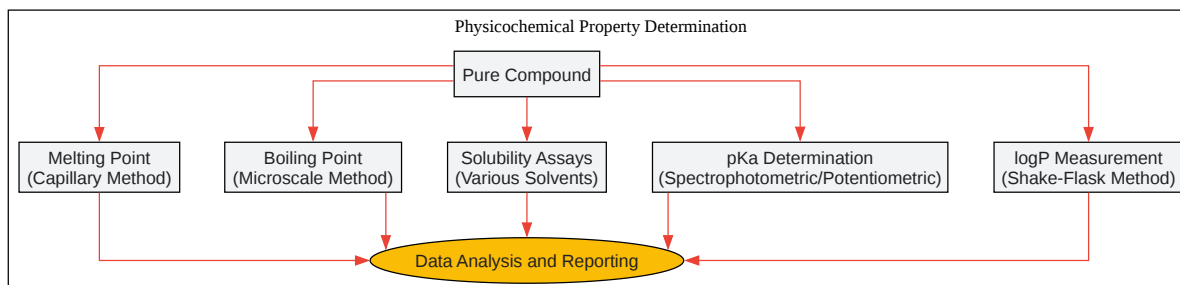 Physicochemical Property Determination
Pure Compound
Melting Point
(Capillary Method)
Boiling Point
(Microscale Method)
Solubility Assays
(Various Solvents)
pKa Determination
(Spectrophotometric/Potentiometric)
logP Measurement
(Shake-Flask Method)
Data Analysis and Reporting